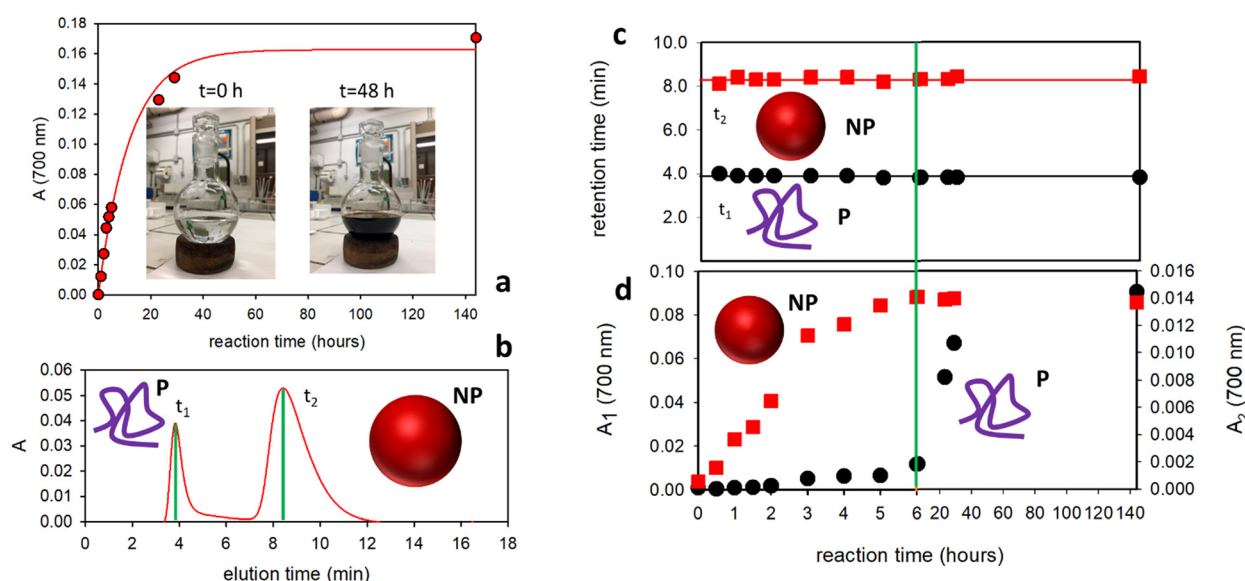 a
A (700 nm)
0.18
0.16
0.14
0.12
0.10
0.08
0.06
0.04
0.02
0.00
t=0 h
t=48 h
0 20 40 60 80 100 120 140
reaction time (hours)
b
A
0.06
0.05
0.04
0.03
0.02
0.01
0.00
P
t1
t2
NP
0 2 4 6 8 10 12 14 16 18
elution time (min)
c
retention time (min)
10.0
8.0
6.0
4.0
2.0
t2
NP
t1
P
d
A1 (700 nm)
0.10
0.08
0.06
0.04
0.02
0.00
NP
P
0.016
0.014
0.012
0.010
0.008
0.006
0.004
0.002
0.000
A2 (700 nm)
0 1 2 3 4 5 6 20 40 60 80 100 120 140
reaction time (hours)